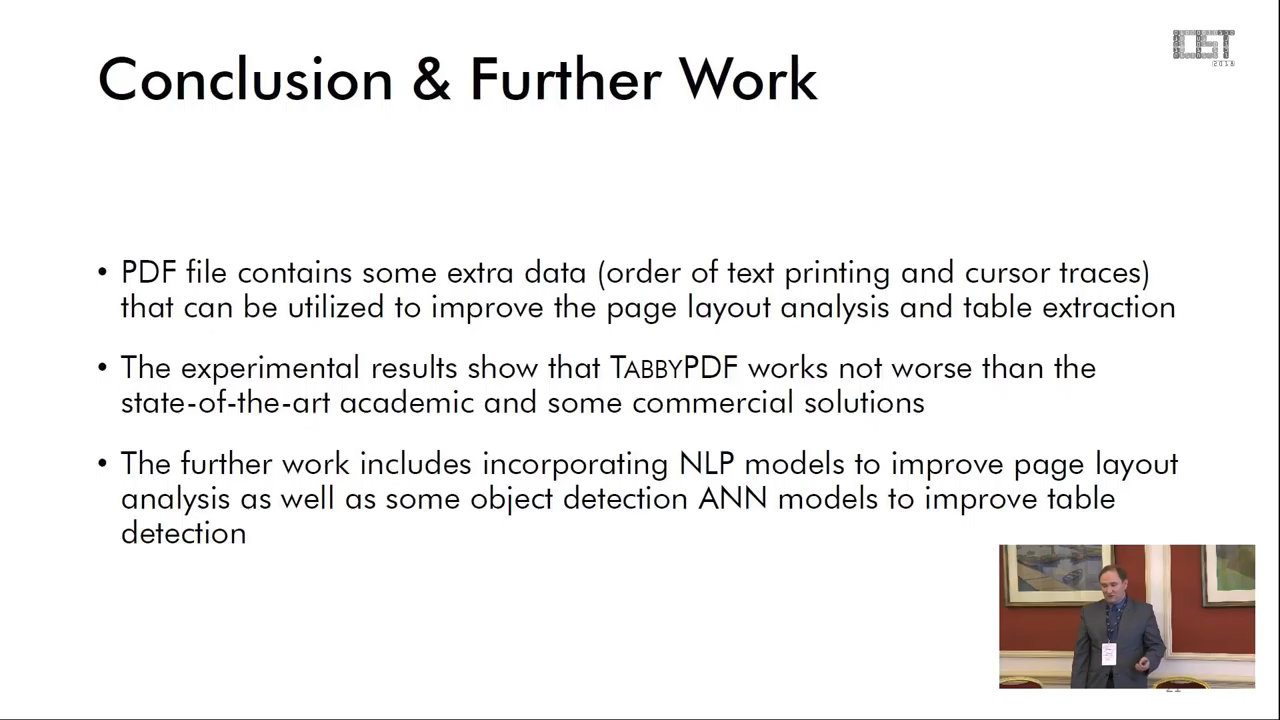 Conclusion & Further Work
2018
• PDF file contains some extra data (order of text printing and cursor traces)
that can be utilized to improve the page layout analysis and table extraction
• The experimental results show that TABBYPDF works not worse than the
state-of-the-art academic and some commercial solutions
• The further work includes incorporating NLP models to improve page layout
analysis as well as some object detection ANN models to improve table
detection